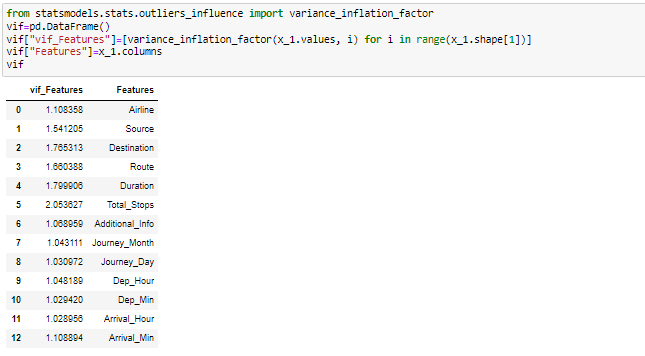 from statsmodels.stats.outliers_influence import variance_inflation_factor
vif=pd.DataFrame()
vif["vif_Features"]=[variance_inflation_factor(x_1.values, i) for i in range(x_1.shape[1])]
vif["Features"]=x_1.columns
vif
vif_Features Features
0 1.108358 Airline
1 1.541205 Source
2 1.765313 Destination
3 1.660388 Route
4 1.799906 Duration
5 2.053627 Total_Stops
6 1.068959 Additional_Info
7 1.043111 Journey_Month
8 1.030972 Journey_Day
9 1.048189 Dep_Hour
10 1.029420 Dep_Min
11 1.028956 Arrival_Hour
12 1.108894 Arrival_Min